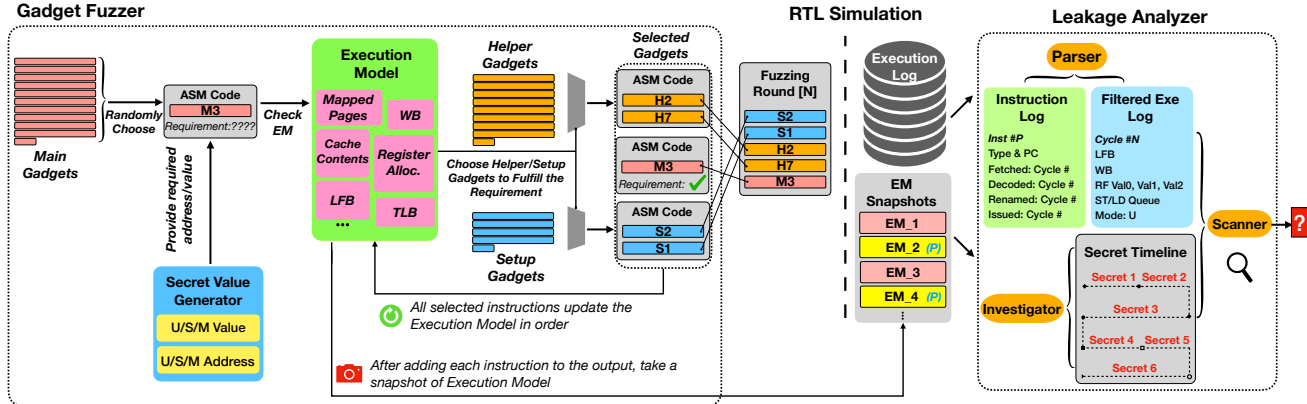 Gadget Fuzzer
RTL Simulation
Leakage Analyzer
Main
Gadgets
Randomly
Choose
ASM Code
M3
Requirement:????
Check
EM
Provide required
address/value
Secret Value
Generator
U/S/M Value
U/S/M Address
Execution
Model
Mapped
Pages
WB
Cache
Contents
Register
Alloc.
LFB
TLB
...
Helper
Gadgets
Choose Helper/Setup
Gadgets to Fulfill the
Requirement
Setup
Gadgets
Selected
Gadgets
ASM Code
H2
H7
ASM Code
M3
Requirement:
ASM Code
S2
S1
All selected instructions update the
Execution Model in order
After adding each instruction to the output, take a
snapshot of Execution Model
Fuzzing
Round [N]
S2
S1
H2
H7
M3
Execution
Log
EM
Snapshots
EM_1
EM_2 (P)
EM_3
EM_4 (P)
...
Parser
Instruction
Log
Inst #P
Type & PC
Fetched: Cycle #
Decoded: Cycle #
Renamed: Cycle #
Issued: Cycle #
Filtered Exe
Log
Cycle #N
LFB
WB
RF Val0, Val1, Val2
ST/LD Queue
Mode: U
Investigator
Secret Timeline
Secret 1 Secret 2
Secret 3
Secret 4 Secret 5
Secret 6
Scanner
?